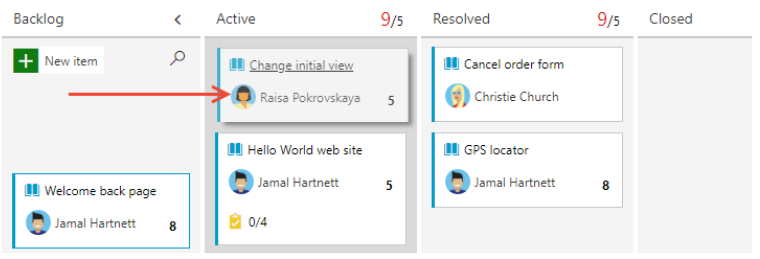 Backlog <
Active 9/5
Resolved 9/5
Closed
New item
Welcome back page
Jamal Hartnett 8
Change initial view
Raisa Pokrovskaya 5
Hello World web site
Jamal Hartnett 5
0/4
Cancel order form
Christie Church
GPS locator
Jamal Hartnett 8